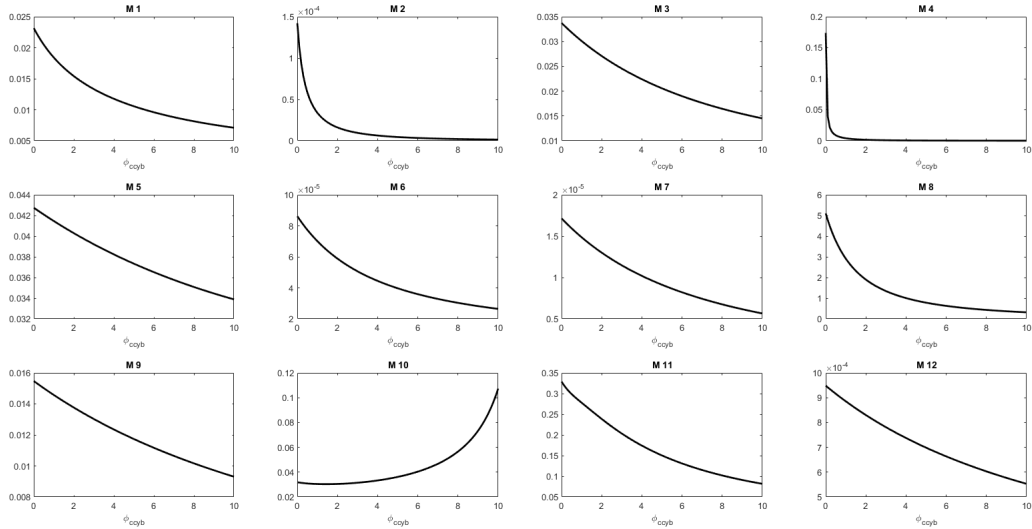 M 1
0.025
0.02
0.015
0.01
0.005
0 2 4 6 8 10
ϕccyb
M 2
×10-4
1.5
1
0.5
0
0 2 4 6 8 10
ϕccyb
M 3
0.035
0.03
0.025
0.02
0.015
0.01
0 2 4 6 8 10
ϕccyb
M 4
0.2
0.15
0.10
0.05
0
0 2 4 6 8 10
ϕccyb
M 5
0.044
0.042
0.04
0.038
0.036
0.034
0.032
0 2 4 6 8 10
ϕccyb
M 6
×10-5
10
8
6
4
2
0 2 4 6 8 10
ϕccyb
M 7
×10-5
2
1.5
1
0.5
0 2 4 6 8 10
ϕccyb
M 8
6
5
4
3
2
1
0
0 2 4 6 8 10
ϕccyb
M 9
0.016
0.014
0.012
0.01
0.008
0 2 4 6 8 10
ϕccyb
M 10
0.12
0.1
0.08
0.06
0.04
0.02
0 2 4 6 8 10
ϕccyb
M 11
0.35
0.3
0.25
0.2
0.15
0.1
0.05
0 2 4 6 8 10
ϕccyb
M 12
×10-4
10
9
8
7
6
5
0 2 4 6 8 10
ϕccyb